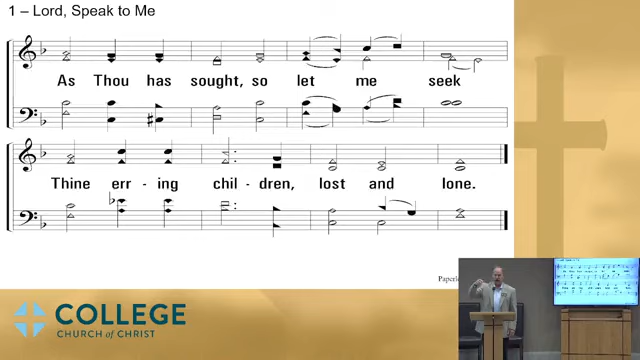 1 – Lord, Speak to Me
As Thou has sought, so let me seek
Thine err - ing chil - dren, lost and lone.
COLLEGE
CHURCH of CHRIST